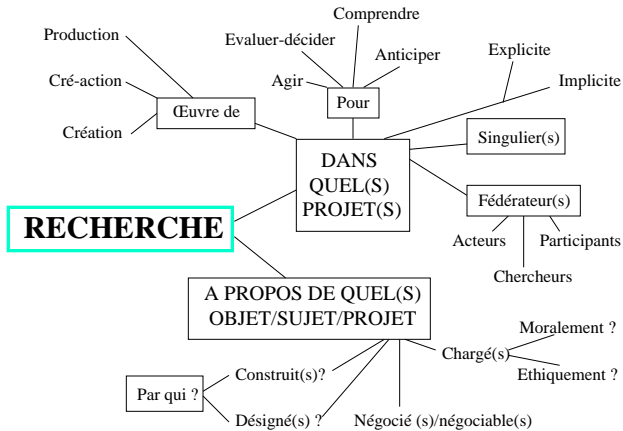 Comprendre
Production
Evaluer-décider
Explicite
Anticiper
Cré-action
Agir
Implicite
Œuvre de
Pour
Création
Singulier(s)
DANS
QUEL(S)
PROJET(S)
Fédérateur(s)
RECHERCHE
Acteurs
Participants
Chercheurs
A PROPOS DE QUEL(S)
OBJET/SUJET/PROJET
Moralement ?
Chargé(s)
Construit(s)?
Ethiquement ?
Par qui ?
Désigné(s) ?
Négocié (s)/négociable(s)